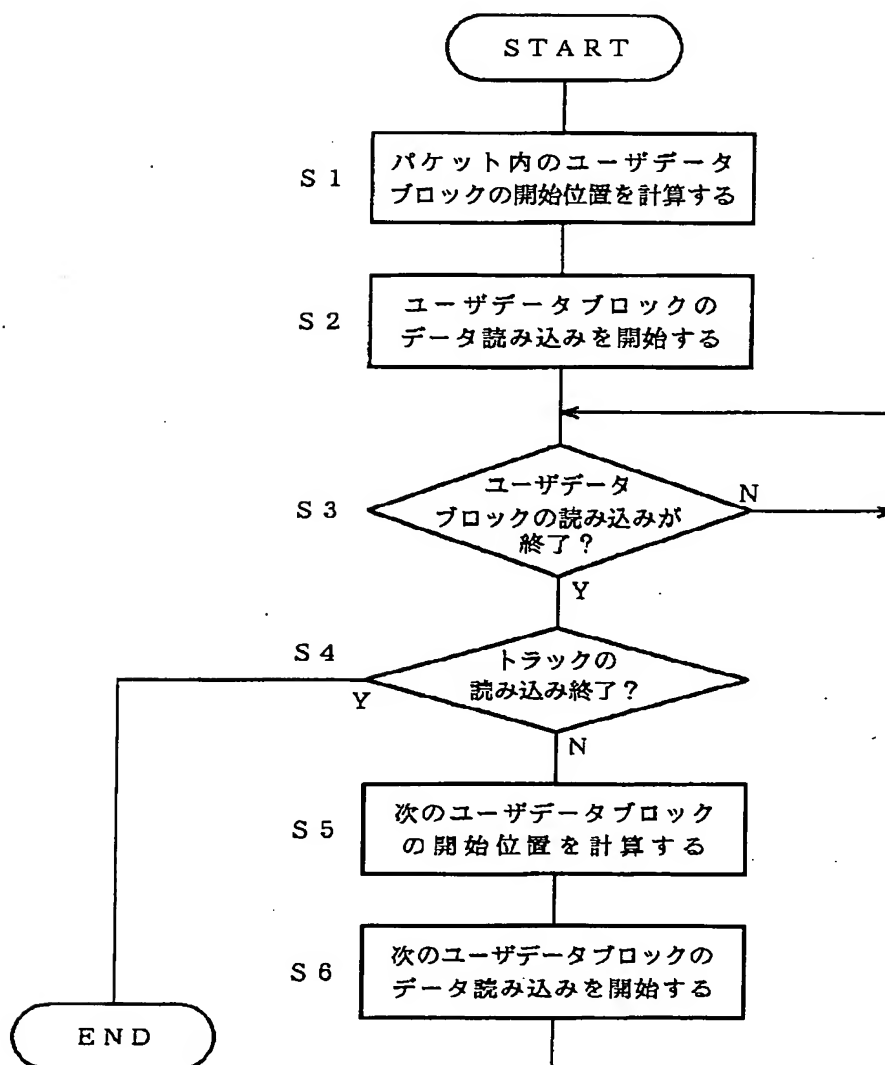 START
S1
パケット内のユーザデータ
ブロックの開始位置を計算する
S2
ユーザデータブロックの
データ読み込みを開始する
S3
ユーザデータ
ブロックの読み込みが
終了?
N
Y
S4
トラックの
読み込み終了?
Y
N
S5
次のユーザデータブロック
の開始位置を計算する
S6
次のユーザデータブロックの
データ読み込みを開始する
END